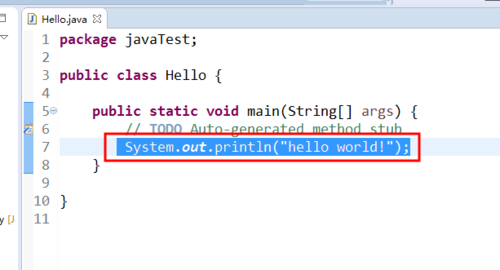 Hello.java
1 package javaTest;
2
3 public class Hello {
4
5 public static void main(String[] args) {
6 // TODO Auto-generated method stub
7 System.out.println("hello world!");
8 }
9
10 }
11